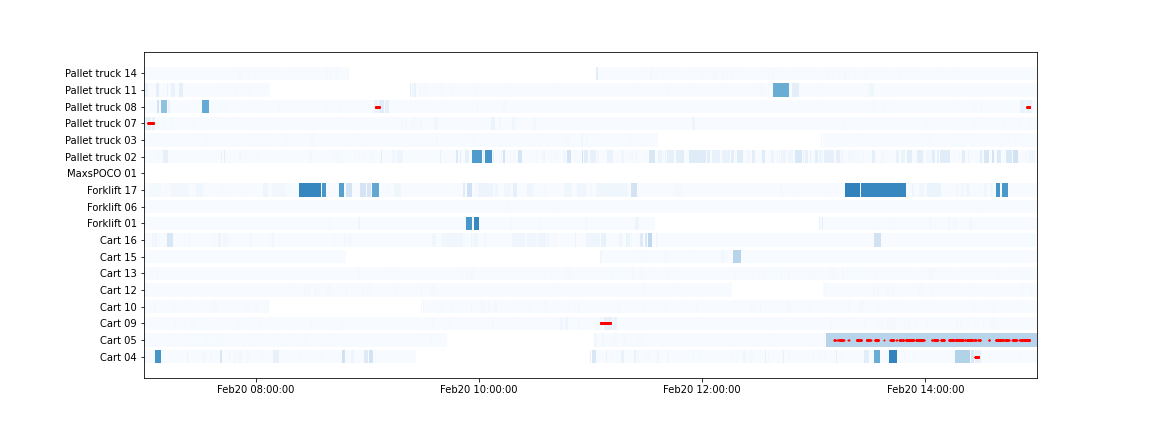 Pallet truck 14
Pallet truck 11
Pallet truck 08
Pallet truck 07
Pallet truck 03
Pallet truck 02
MaxsPOCO 01
Forklift 17
Forklift 06
Forklift 01
Cart 16
Cart 15
Cart 13
Cart 12
Cart 10
Cart 09
Cart 05
Cart 04
Feb20 08:00:00 Feb20 10:00:00 Feb20 12:00:00 Feb20 14:00:00